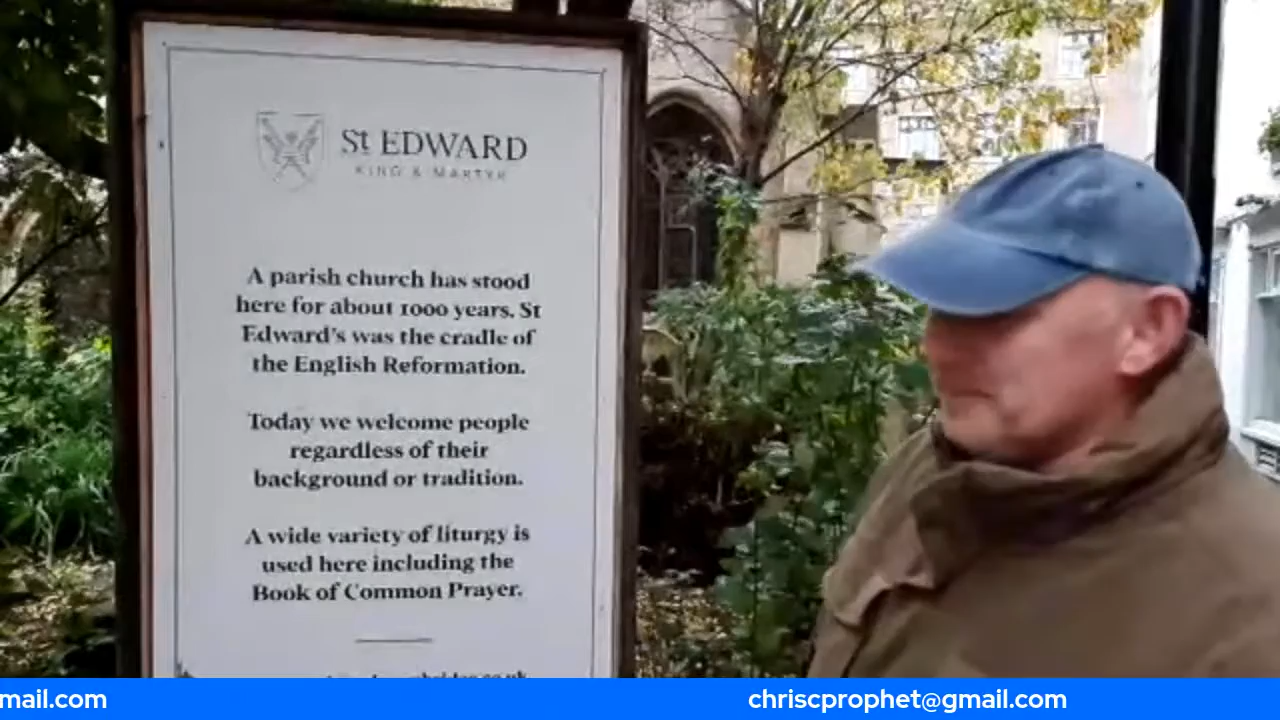 St EDWARD
KING & MARTYR
A parish church has stood
here for about 1000 years. St
Edward's was the cradle of
the English Reformation.
Today we welcome people
regardless of their
background or tradition.
A wide variety of liturgy is
used here including the
Book of Common Prayer.
mail.com
chriscprophet@gmail.com